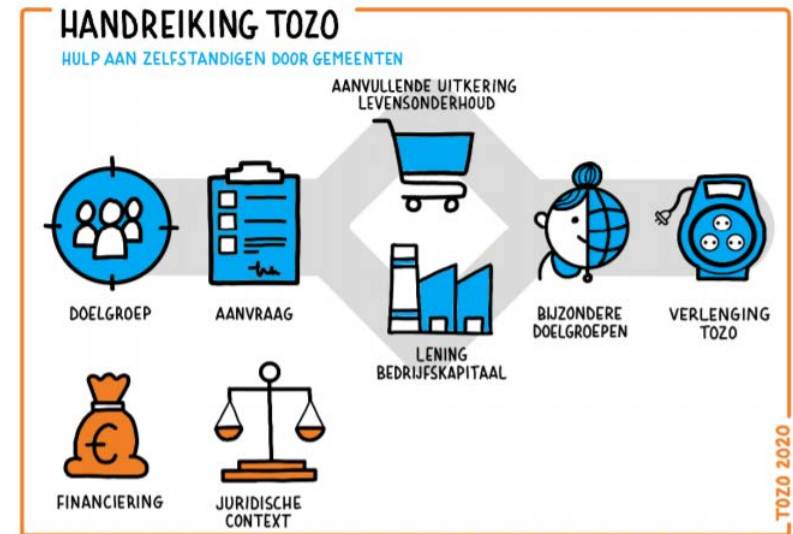 HANDREIKING TOZO
HULP AAN ZELFSTANDIGEN DOOR GEMEENTEN
AANVULLENDE UITKERING
LEVENSONDERHOUD
DOELGROEP
AANVRAAG
LENING
BEDRIJFSKAPITAAL
BIJZONDERE
DOELGROEPEN
VERLENGING
TOZO
€
FINANCIERING
JURIDISCHE
CONTEXT
TOZO 2020